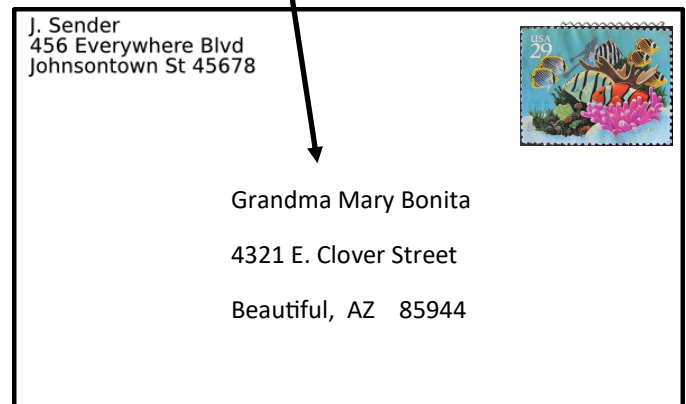 J. Sender
456 Everywhere Blvd
Johnsontown St 45678
USA
29
Grandma Mary Bonita
4321 E. Clover Street
Beautiful, AZ 85944